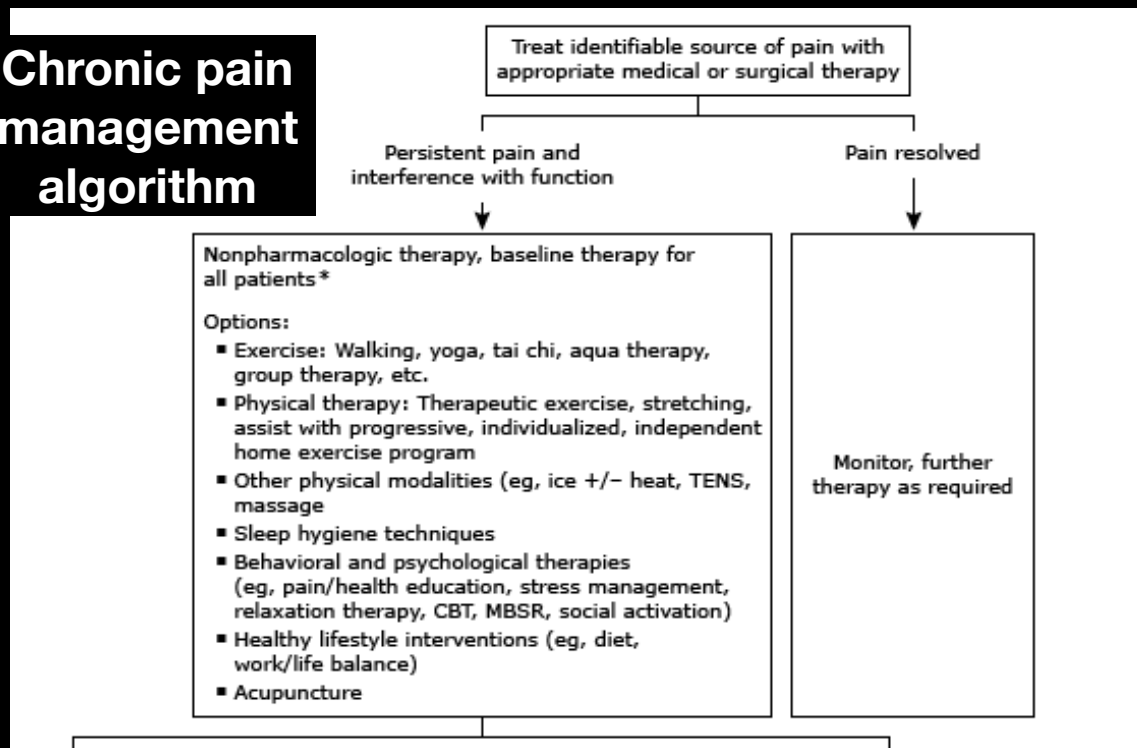 Chronic pain
management
algorithm
Treat identifiable source of pain with
appropriate medical or surgical therapy
Persistent pain and
interference with function
Pain resolved
Nonpharmacologic therapy, baseline therapy for
all patients*
Options:
▪ Exercise: Walking, yoga, tai chi, aqua therapy,
group therapy, etc.
▪ Physical therapy: Therapeutic exercise, stretching,
assist with progressive, individualized, independent
home exercise program
▪ Other physical modalities (eg, ice +/− heat, TENS,
massage
▪ Sleep hygiene techniques
▪ Behavioral and psychological therapies
(eg, pain/health education, stress management,
relaxation therapy, CBT, MBSR, social activation)
▪ Healthy lifestyle interventions (eg, diet,
work/life balance)
▪ Acupuncture
Monitor, further
therapy as required